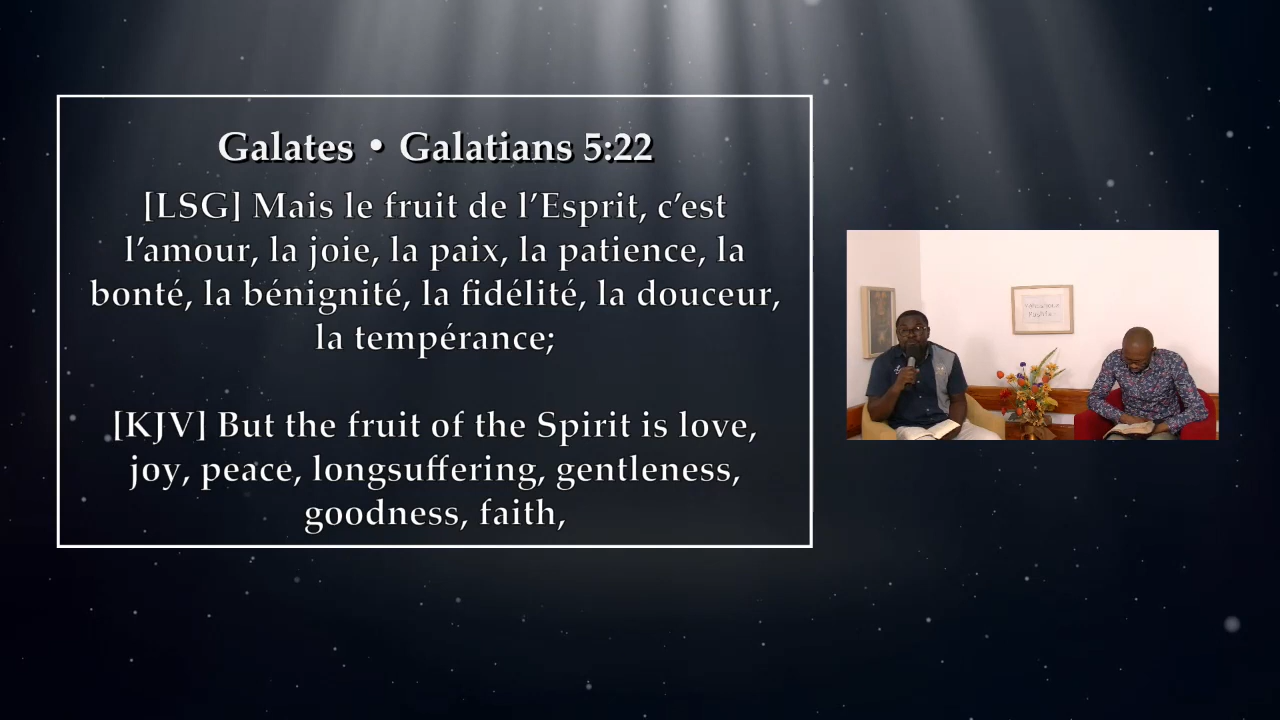 Galates • Galatians 5:22
[LSG] Mais le fruit de l’Esprit, c’est
l’amour, la joie, la paix, la patience, la
bonté, la bénignité, la fidélité, la douceur,
la tempérance;
[KJV] But the fruit of the Spirit is love,
joy, peace, longsuffering, gentleness,
goodness, faith,